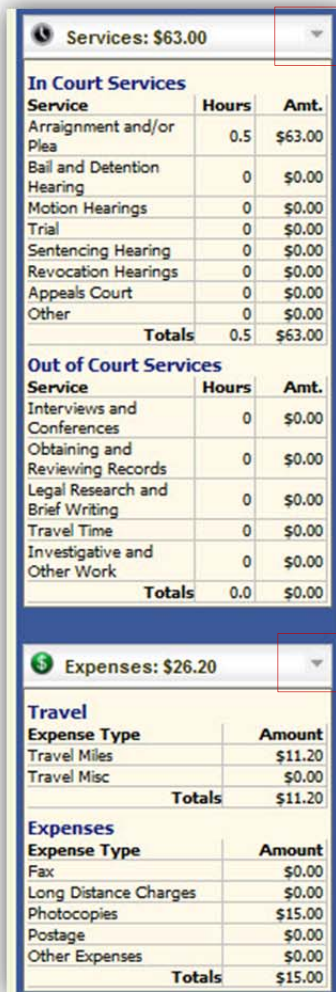 Services: $63.00
In Court Services
Service Hours Amt.
Arraignment and/or
Plea 0.5 $63.00
Bail and Detention
Hearing 0 $0.00
Motion Hearings 0 $0.00
Trial 0 $0.00
Sentencing Hearing 0 $0.00
Revocation Hearings 0 $0.00
Appeals Court 0 $0.00
Other 0 $0.00
Totals 0.5 $63.00
Out of Court Services
Service Hours Amt.
Interviews and
Conferences 0 $0.00
Obtaining and
Reviewing Records 0 $0.00
Legal Research and
Brief Writing 0 $0.00
Travel Time 0 $0.00
Investigative and
Other Work 0 $0.00
Totals 0.0 $0.00
$ Expenses: $26.20
Travel
Expense Type Amount
Travel Miles $11.20
Travel Misc $0.00
Totals $11.20
Expenses
Expense Type Amount
Fax $0.00
Long Distance Charges $0.00
Photocopies $15.00
Postage $0.00
Other Expenses $0.00
Totals $15.00